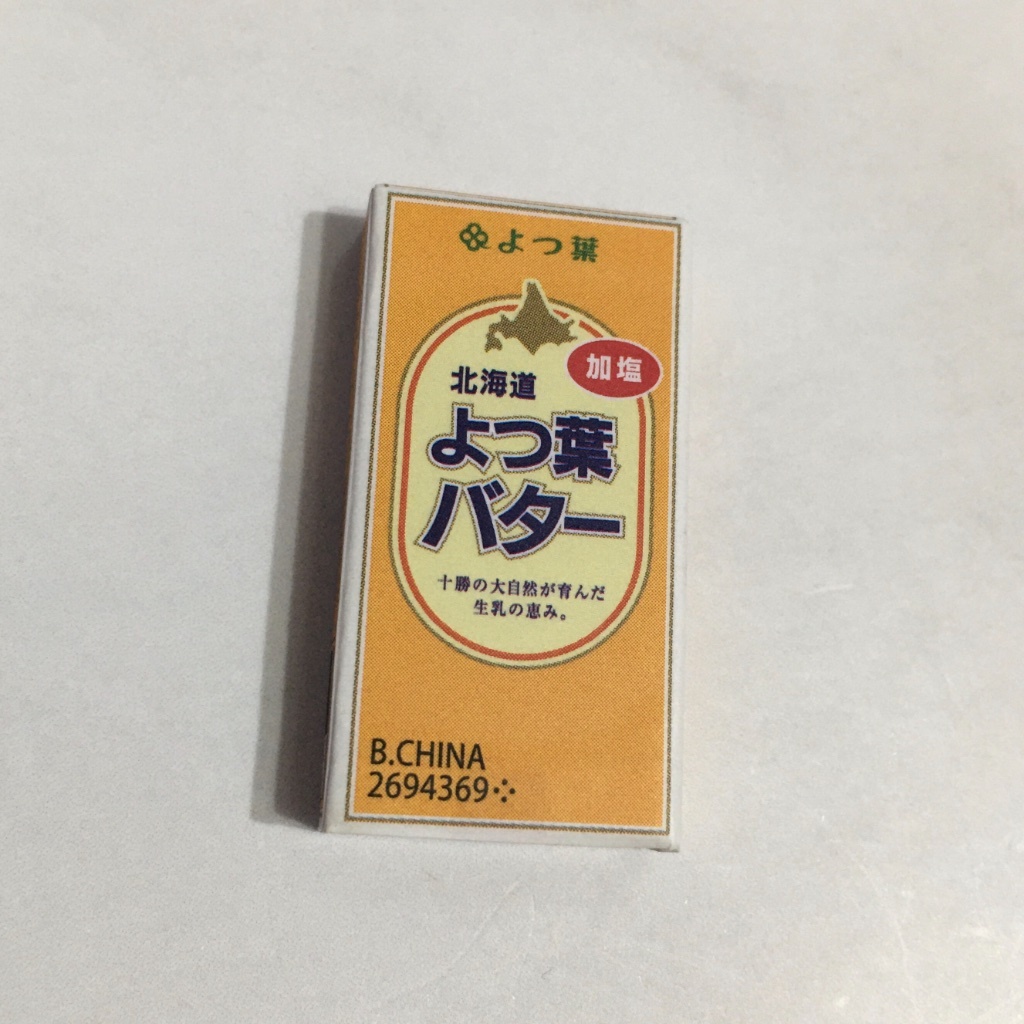 よつ葉
加塩
北海道
よつ葉
バター
十勝の大自然が育んだ
生乳の恵み。
B.CHINA
2694369